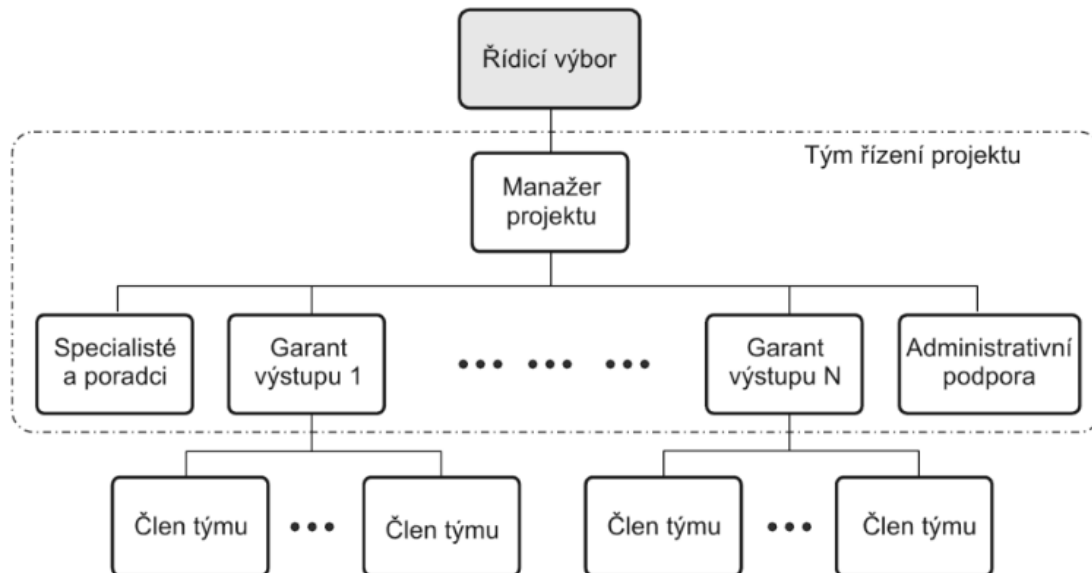 Řídicí výbor
Tým řízení projektu
Manažer
projektu
Specialisté
a poradci
Garant
výstupu 1
Garant
výstupu N
Administrativní
podpora
Člen týmu
Člen týmu
Člen týmu
Člen týmu